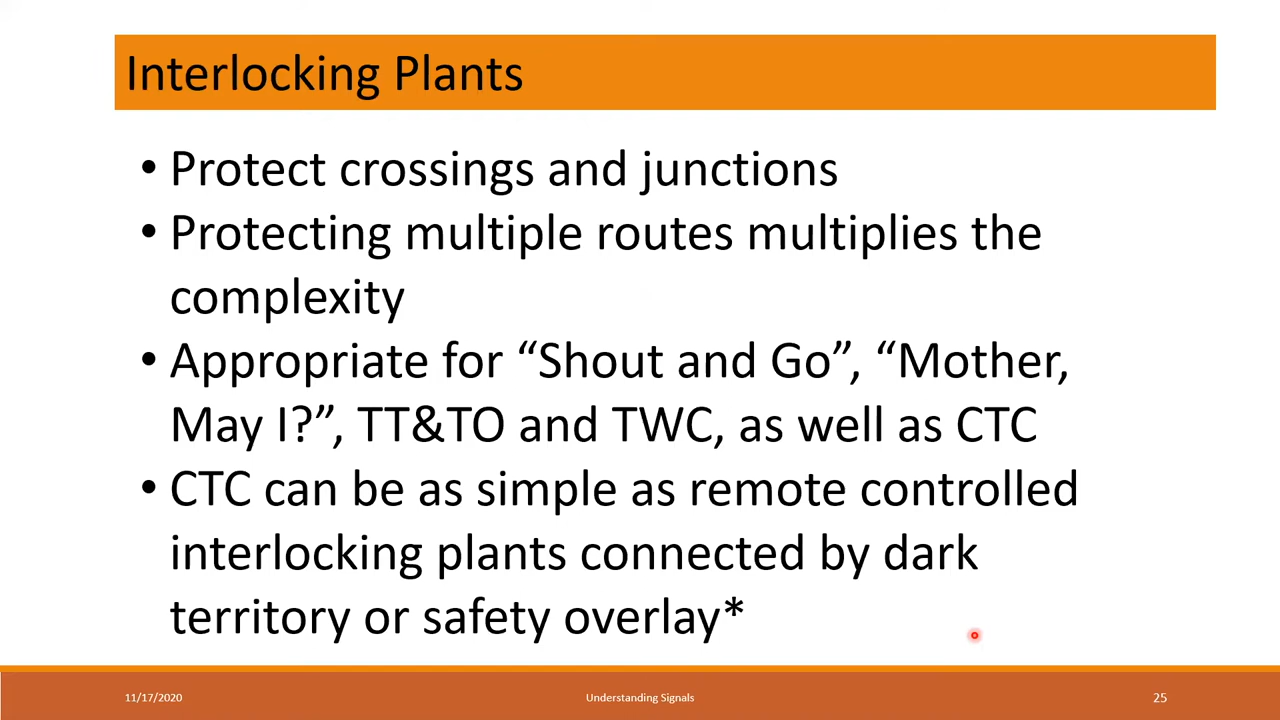 Interlocking Plants
• Protect crossings and junctions
• Protecting multiple routes multiplies the
complexity
• Appropriate for “Shout and Go”, “Mother,
May I?”, TT&TO and TWC, as well as CTC
• CTC can be as simple as remote controlled
interlocking plants connected by dark
territory or safety overlay*
11/17/2020
Understanding Signals
25